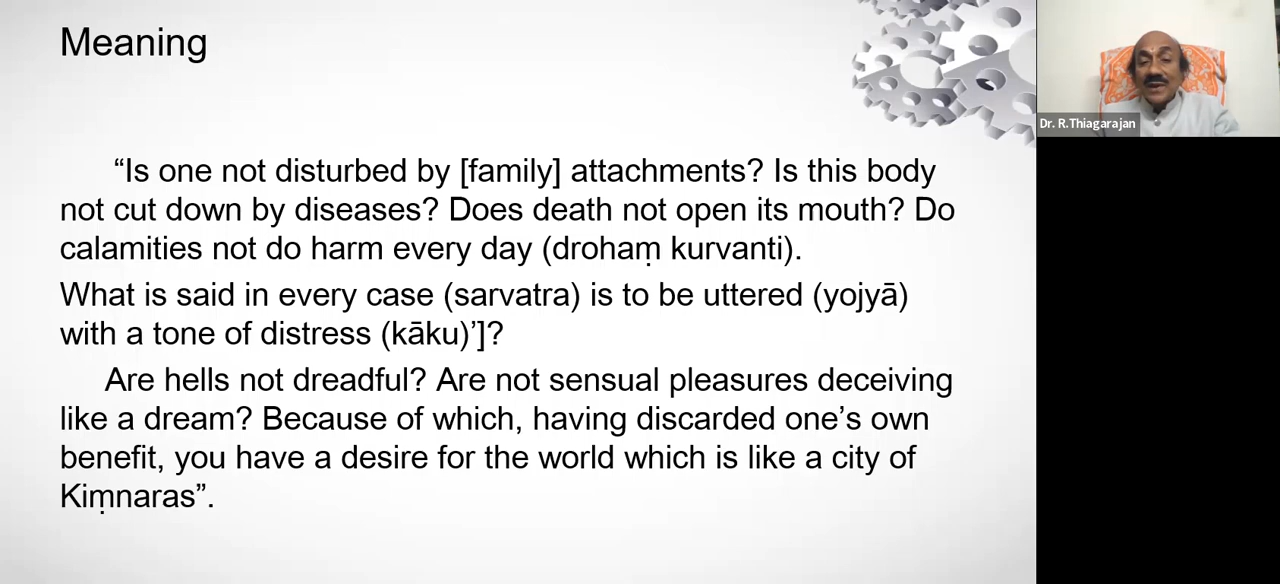 Meaning
“Is one not disturbed by [family] attachments? Is this body
not cut down by diseases? Does death not open its mouth? Do
calamities not do harm every day (drohaṃ kurvanti).
What is said in every case (sarvatra) is to be uttered (yojyā)
with a tone of distress (kāku)’]?
Are hells not dreadful? Are not sensual pleasures deceiving
like a dream? Because of which, having discarded one’s own
benefit, you have a desire for the world which is like a city of
Kiṃnaras”.
Dr. R.Thiagarajan